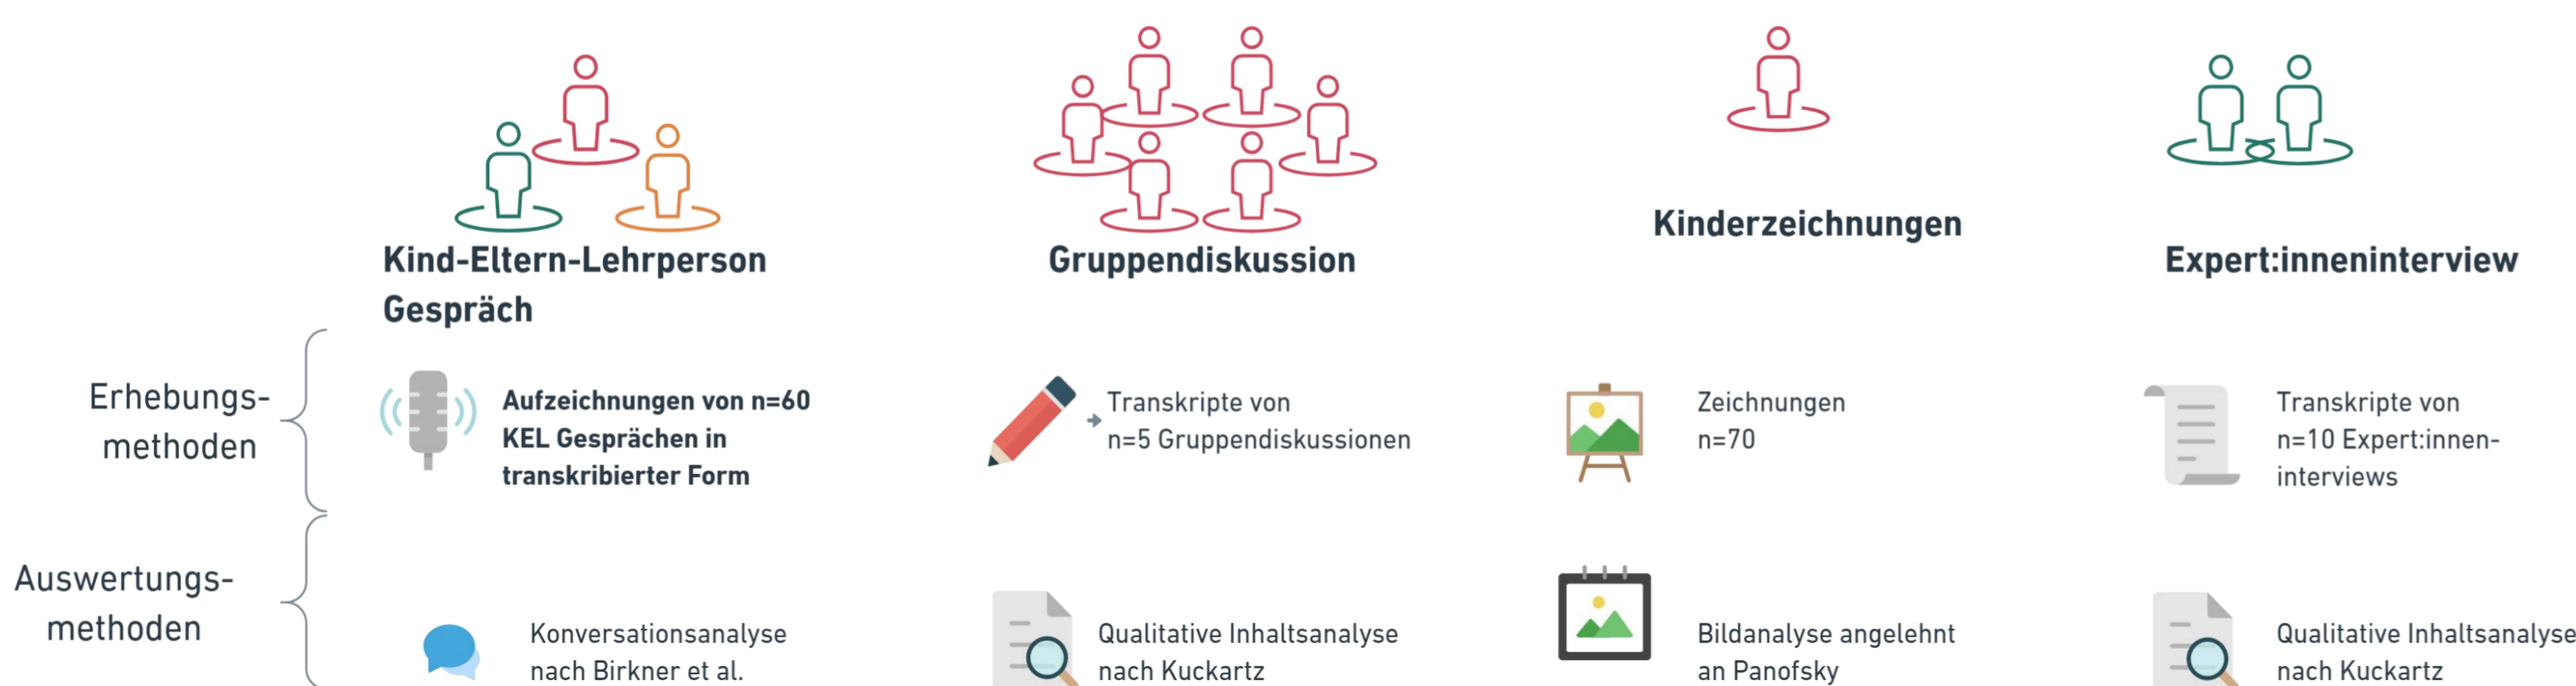 Kind-Eltern-Lehrperson
Gespräch
Gruppendiskussion
Kinderzeichnungen
Expert:inneninterview
Erhebungs-
methoden
Aufzeichnungen von n=60
KEL Gesprächen in
transkribierter Form
Transkripte von
n=5 Gruppendiskussionen
Zeichnungen
n=70
Transkripte von
n=10 Expert:innen-
interviews
Auswertungs-
methoden
Konversationsanalyse
nach Birkner et al.
Qualitative Inhaltsanalyse
nach Kuckartz
Bildanalyse angelehnt
an Panofsky
Qualitative Inhaltsanalyse
nach Kuckartz